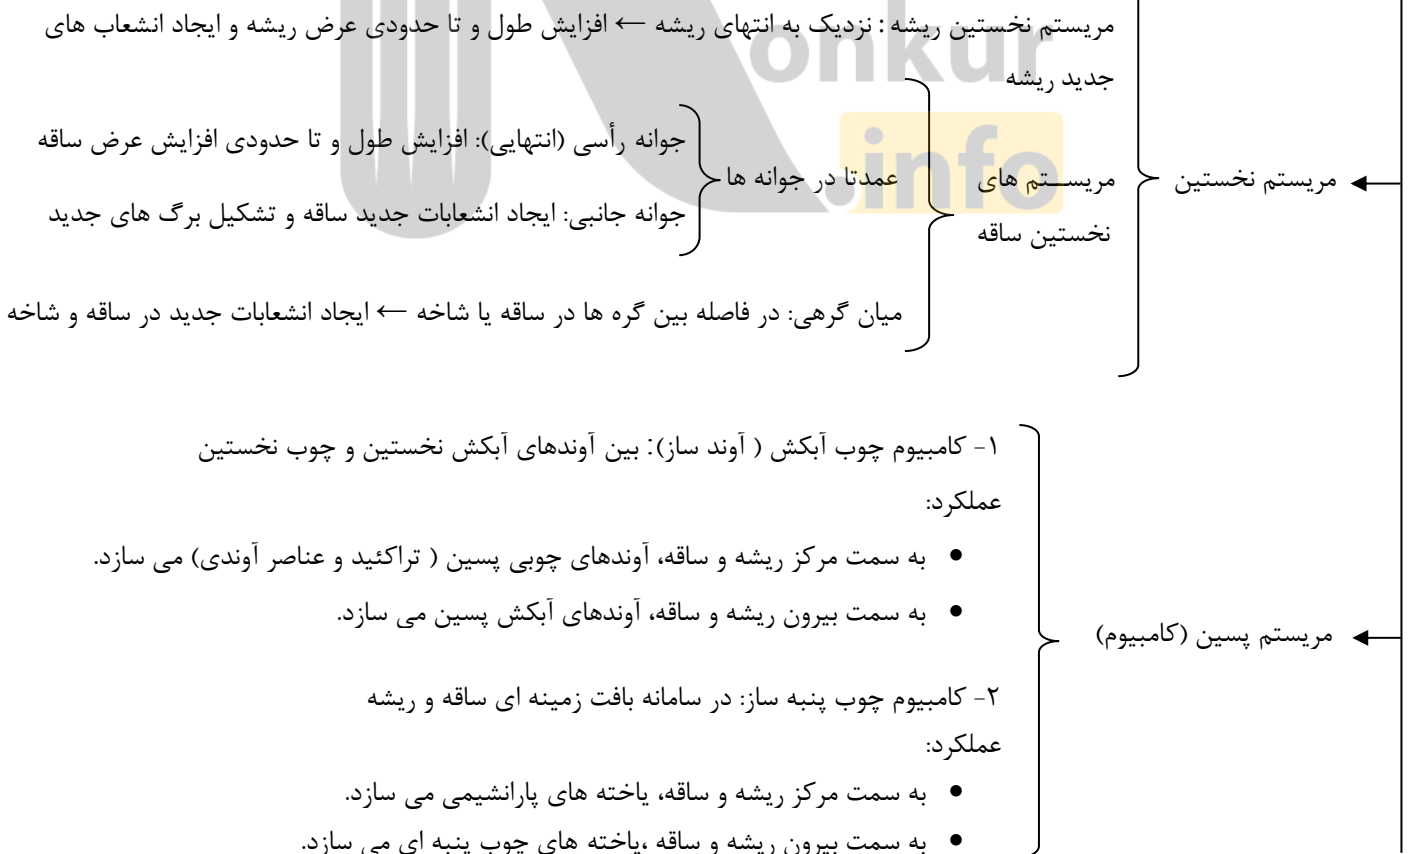 مریستم نخستین ریشه : نزدیک به انتهای ریشه ← افزایش طول و تا حدودی عرض ریشه و ایجاد انشعاب های
جدید ریشه
مریستم نخستین
مریستم های
نخستین ساقه
عمدتا در جوانه ها
جوانه رأسی (انتهایی): افزایش طول و تا حدودی افزایش عرض ساقه
جوانه جانبی: ایجاد انشعابات جدید ساقه و تشکیل برگ های جدید
میان گرهی: در فاصله بین گره ها در ساقه یا شاخه ← ایجاد انشعابات جدید در ساقه و شاخه
onkur
.info
مریستم پسین (کامبیوم)
۱- کامبیوم چوب آبکش ( آوند ساز): بین آوندهای آبکش نخستین و چوب نخستین
عملکرد:
● به سمت مرکز ریشه و ساقه، آوندهای چوبی پسین ( تراکئید و عناصر آوندی) می سازد.
● به سمت بیرون ریشه و ساقه، آوندهای آبکش پسین می سازد.
۲- کامبیوم چوب پنبه ساز: در سامانه بافت زمینه ای ساقه و ریشه
عملکرد:
● به سمت مرکز ریشه و ساقه، یاخته های پارانشیمی می سازد.
● به سمت بیرون ریشه و ساقه ،یاخته های چوب پنبه ای می سازد.